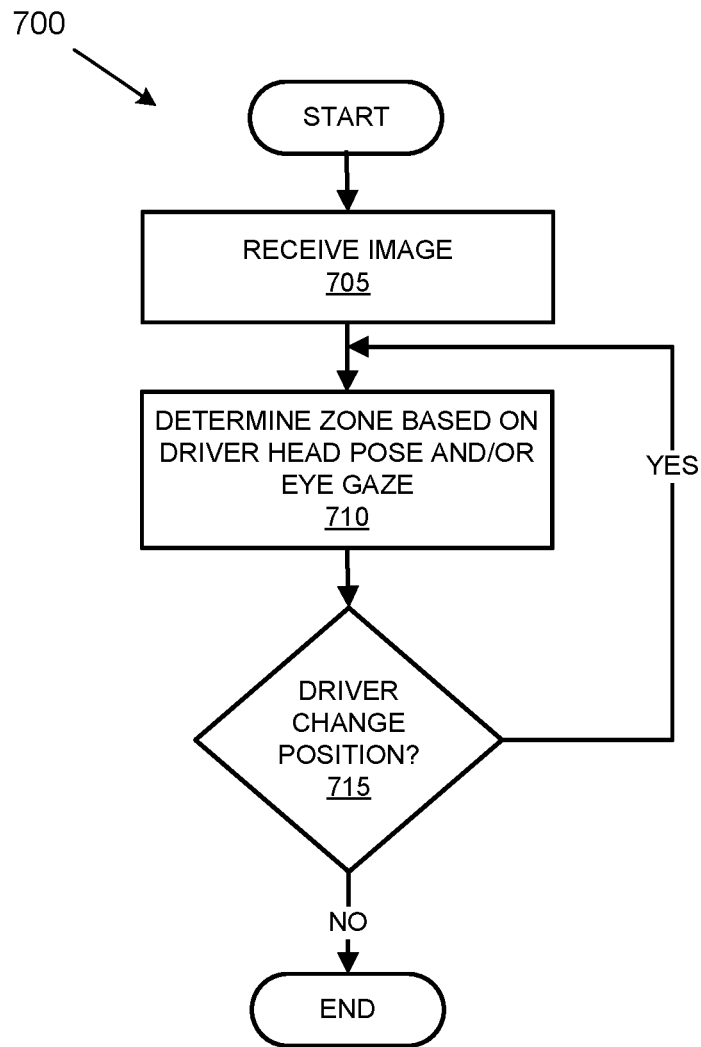 700
START
RECEIVE IMAGE
705
DETERMINE ZONE BASED ON
DRIVER HEAD POSE AND/OR
EYE GAZE
710
YES
DRIVER
CHANGE
POSITION?
715
NO
END